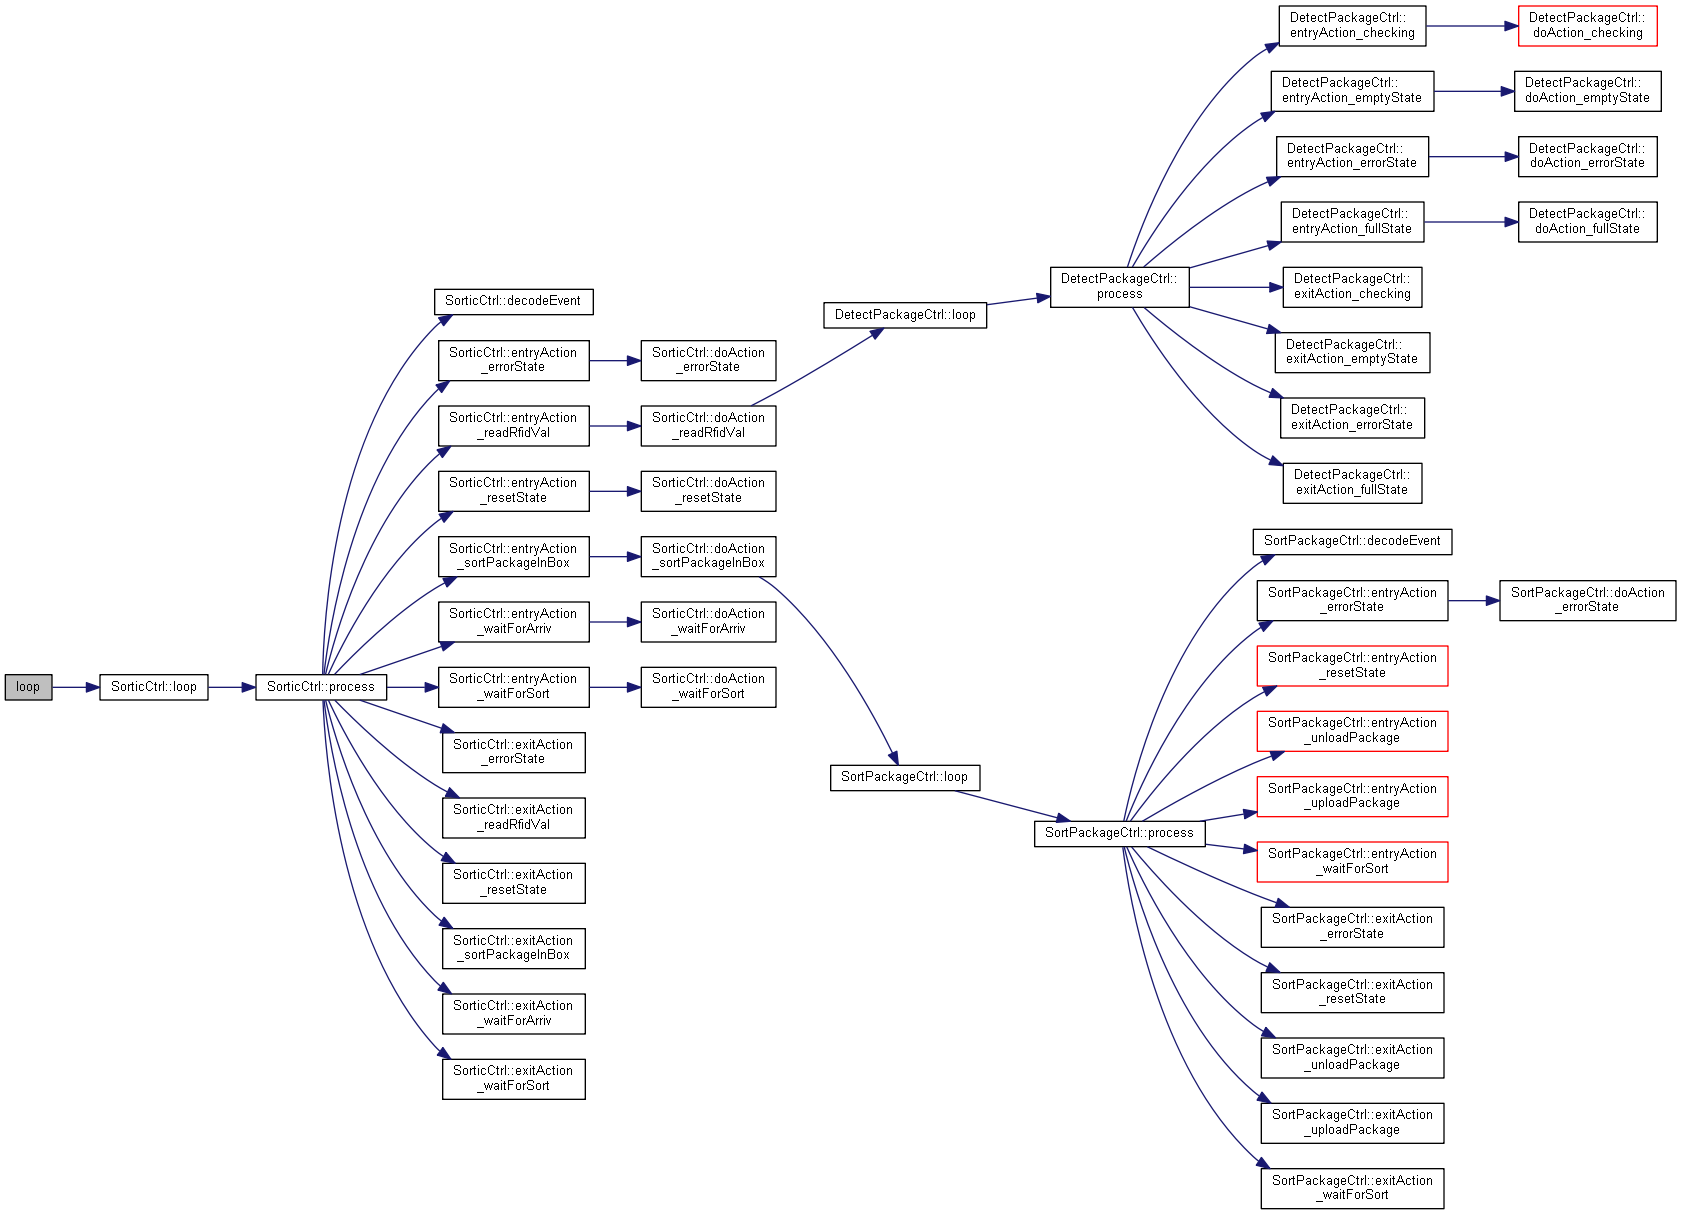 loop
SorticCtrl::loop
SorticCtrl::process
SorticCtrl::decodeEvent
SorticCtrl::entryAction
_errorState
SorticCtrl::entryAction
_readRfidVal
SorticCtrl::entryAction
_resetState
SorticCtrl::entryAction
_sortPackageInBox
SorticCtrl::entryAction
_waitForArriv
SorticCtrl::entryAction
_waitForSort
SorticCtrl::exitAction
_errorState
SorticCtrl::exitAction
_readRfidVal
SorticCtrl::exitAction
_resetState
SorticCtrl::exitAction
_sortPackageInBox
SorticCtrl::exitAction
_waitForArriv
SorticCtrl::exitAction
_waitForSort
SorticCtrl::doAction
_errorState
SorticCtrl::doAction
_readRfidVal
SorticCtrl::doAction
_resetState
SorticCtrl::doAction
_sortPackageInBox
SorticCtrl::doAction
_waitForArriv
SorticCtrl::doAction
_waitForSort
DetectPackageCtrl::loop
DetectPackageCtrl::
process
DetectPackageCtrl::
entryAction_checking
DetectPackageCtrl::
entryAction_emptyState
DetectPackageCtrl::
entryAction_errorState
DetectPackageCtrl::
entryAction_fullState
DetectPackageCtrl::
exitAction_checking
DetectPackageCtrl::
exitAction_emptyState
DetectPackageCtrl::
exitAction_errorState
DetectPackageCtrl::
exitAction_fullState
DetectPackageCtrl::
doAction_checking
DetectPackageCtrl::
doAction_emptyState
DetectPackageCtrl::
doAction_errorState
DetectPackageCtrl::
doAction_fullState
SortPackageCtrl::loop
SortPackageCtrl::process
SortPackageCtrl::decodeEvent
SortPackageCtrl::entryAction
_errorState
SortPackageCtrl::entryAction
_resetState
SortPackageCtrl::entryAction
_unloadPackage
SortPackageCtrl::entryAction
_uploadPackage
SortPackageCtrl::entryAction
_waitForSort
SortPackageCtrl::exitAction
_errorState
SortPackageCtrl::exitAction
_resetState
SortPackageCtrl::exitAction
_unloadPackage
SortPackageCtrl::exitAction
_uploadPackage
SortPackageCtrl::exitAction
_waitForSort
SortPackageCtrl::doAction
_errorState